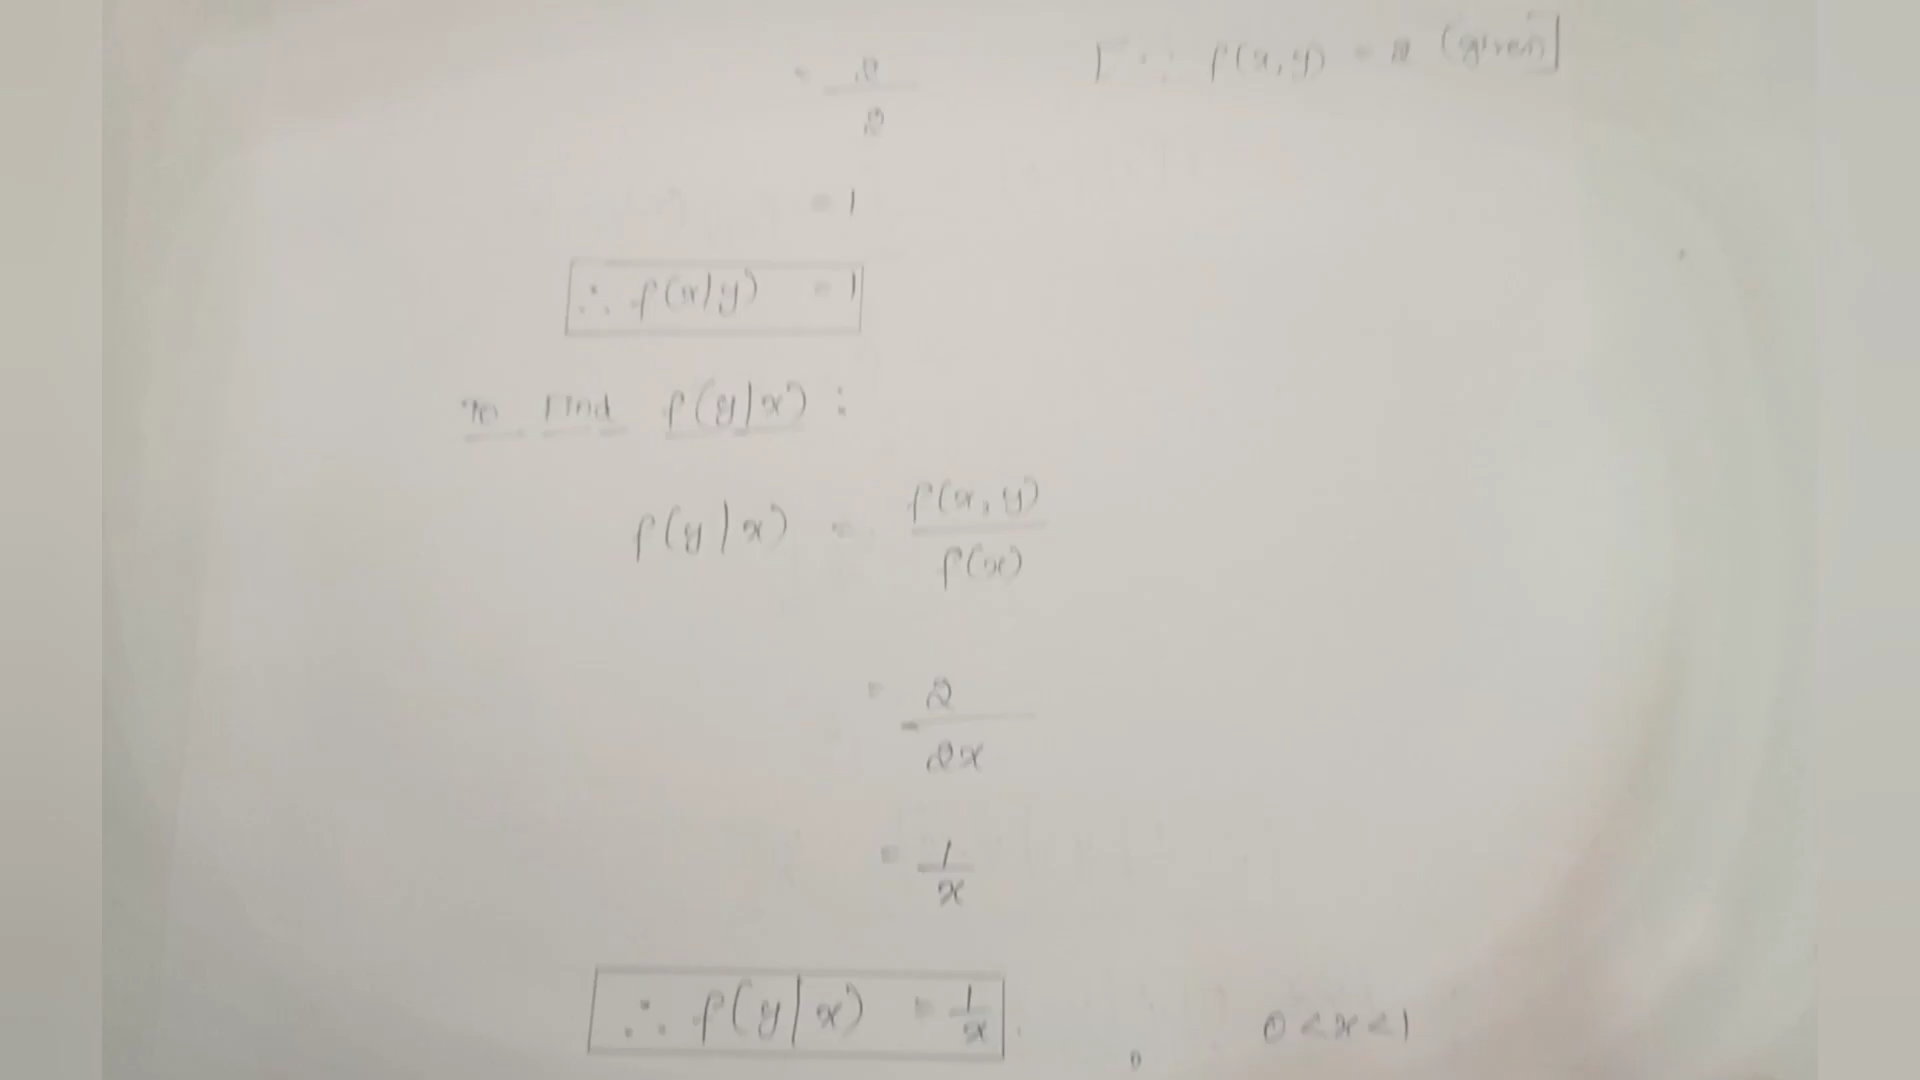 = 2/2 [∵ f(x,y) = 2 (given]
= 1
∴ f(x|y) = 1
To Find f(y|x) :
f(y|x) = f(x,y)/f(x)
= 2/2x
= 1/x
∴ f(y|x) = 1/x. , 0<x<1